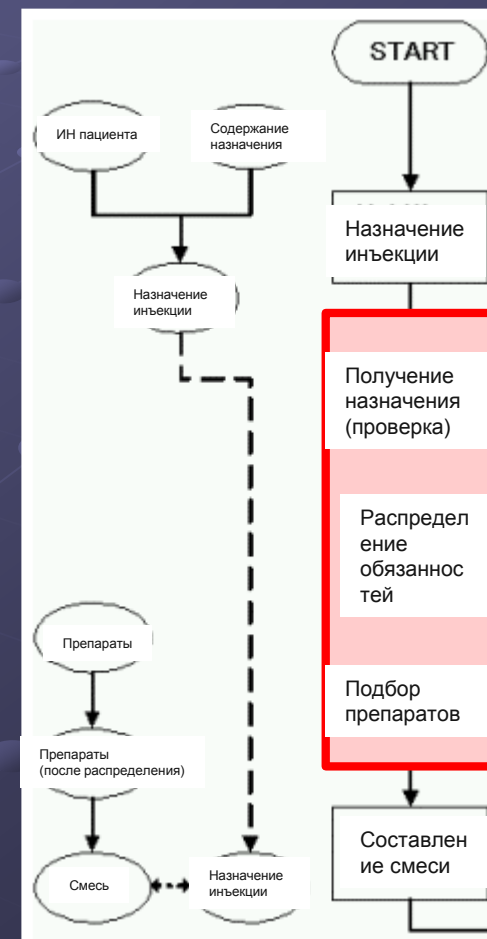 START
ИН пациента
Содержание
назначения
Назначение
инъекции
Назначение
инъекции
Получение
назначения
(проверка)
Распредел
ение
обязаннос
тей
Препараты
Подбор
препаратов
Препараты
(после распределения)
Составлен
ие смеси
Смесь
Назначение
инъекции